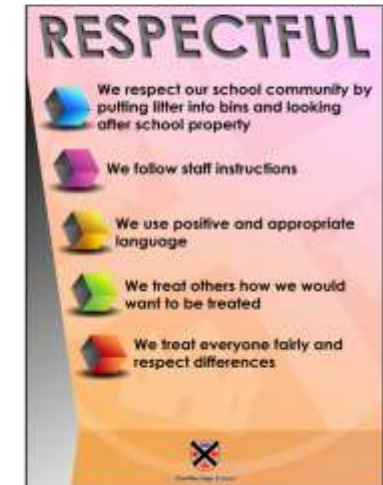 RESPECTFUL
We respect our school community by
putting litter into bins and looking
after school property
We follow staff instructions
We use positive and appropriate
language
We treat others how we would
want to be treated
We treat everyone fairly and
respect differences